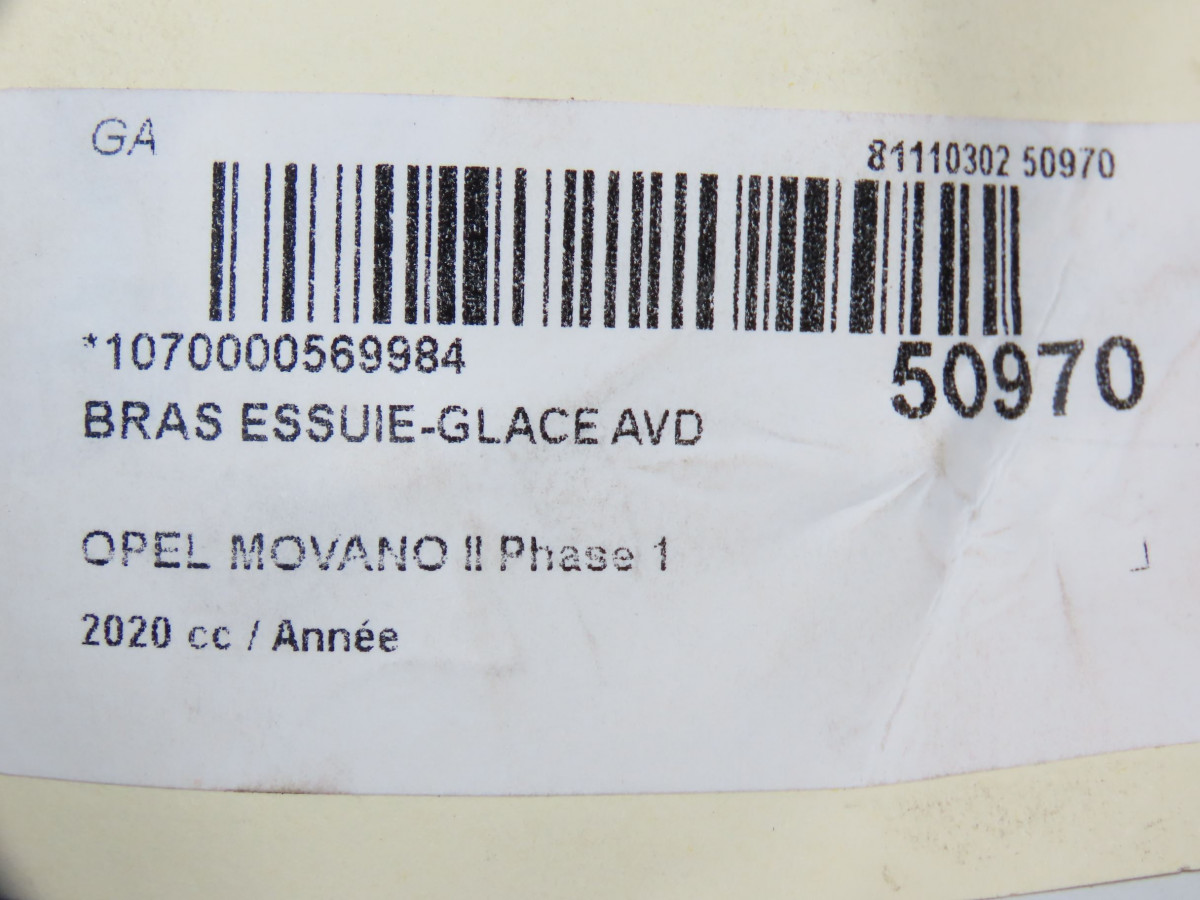 GA
81110302 50970
*1070000569984
50970
BRAS ESSUIE-GLACE AVD
OPEL MOVANO II Phase 1
2020 cc / Année